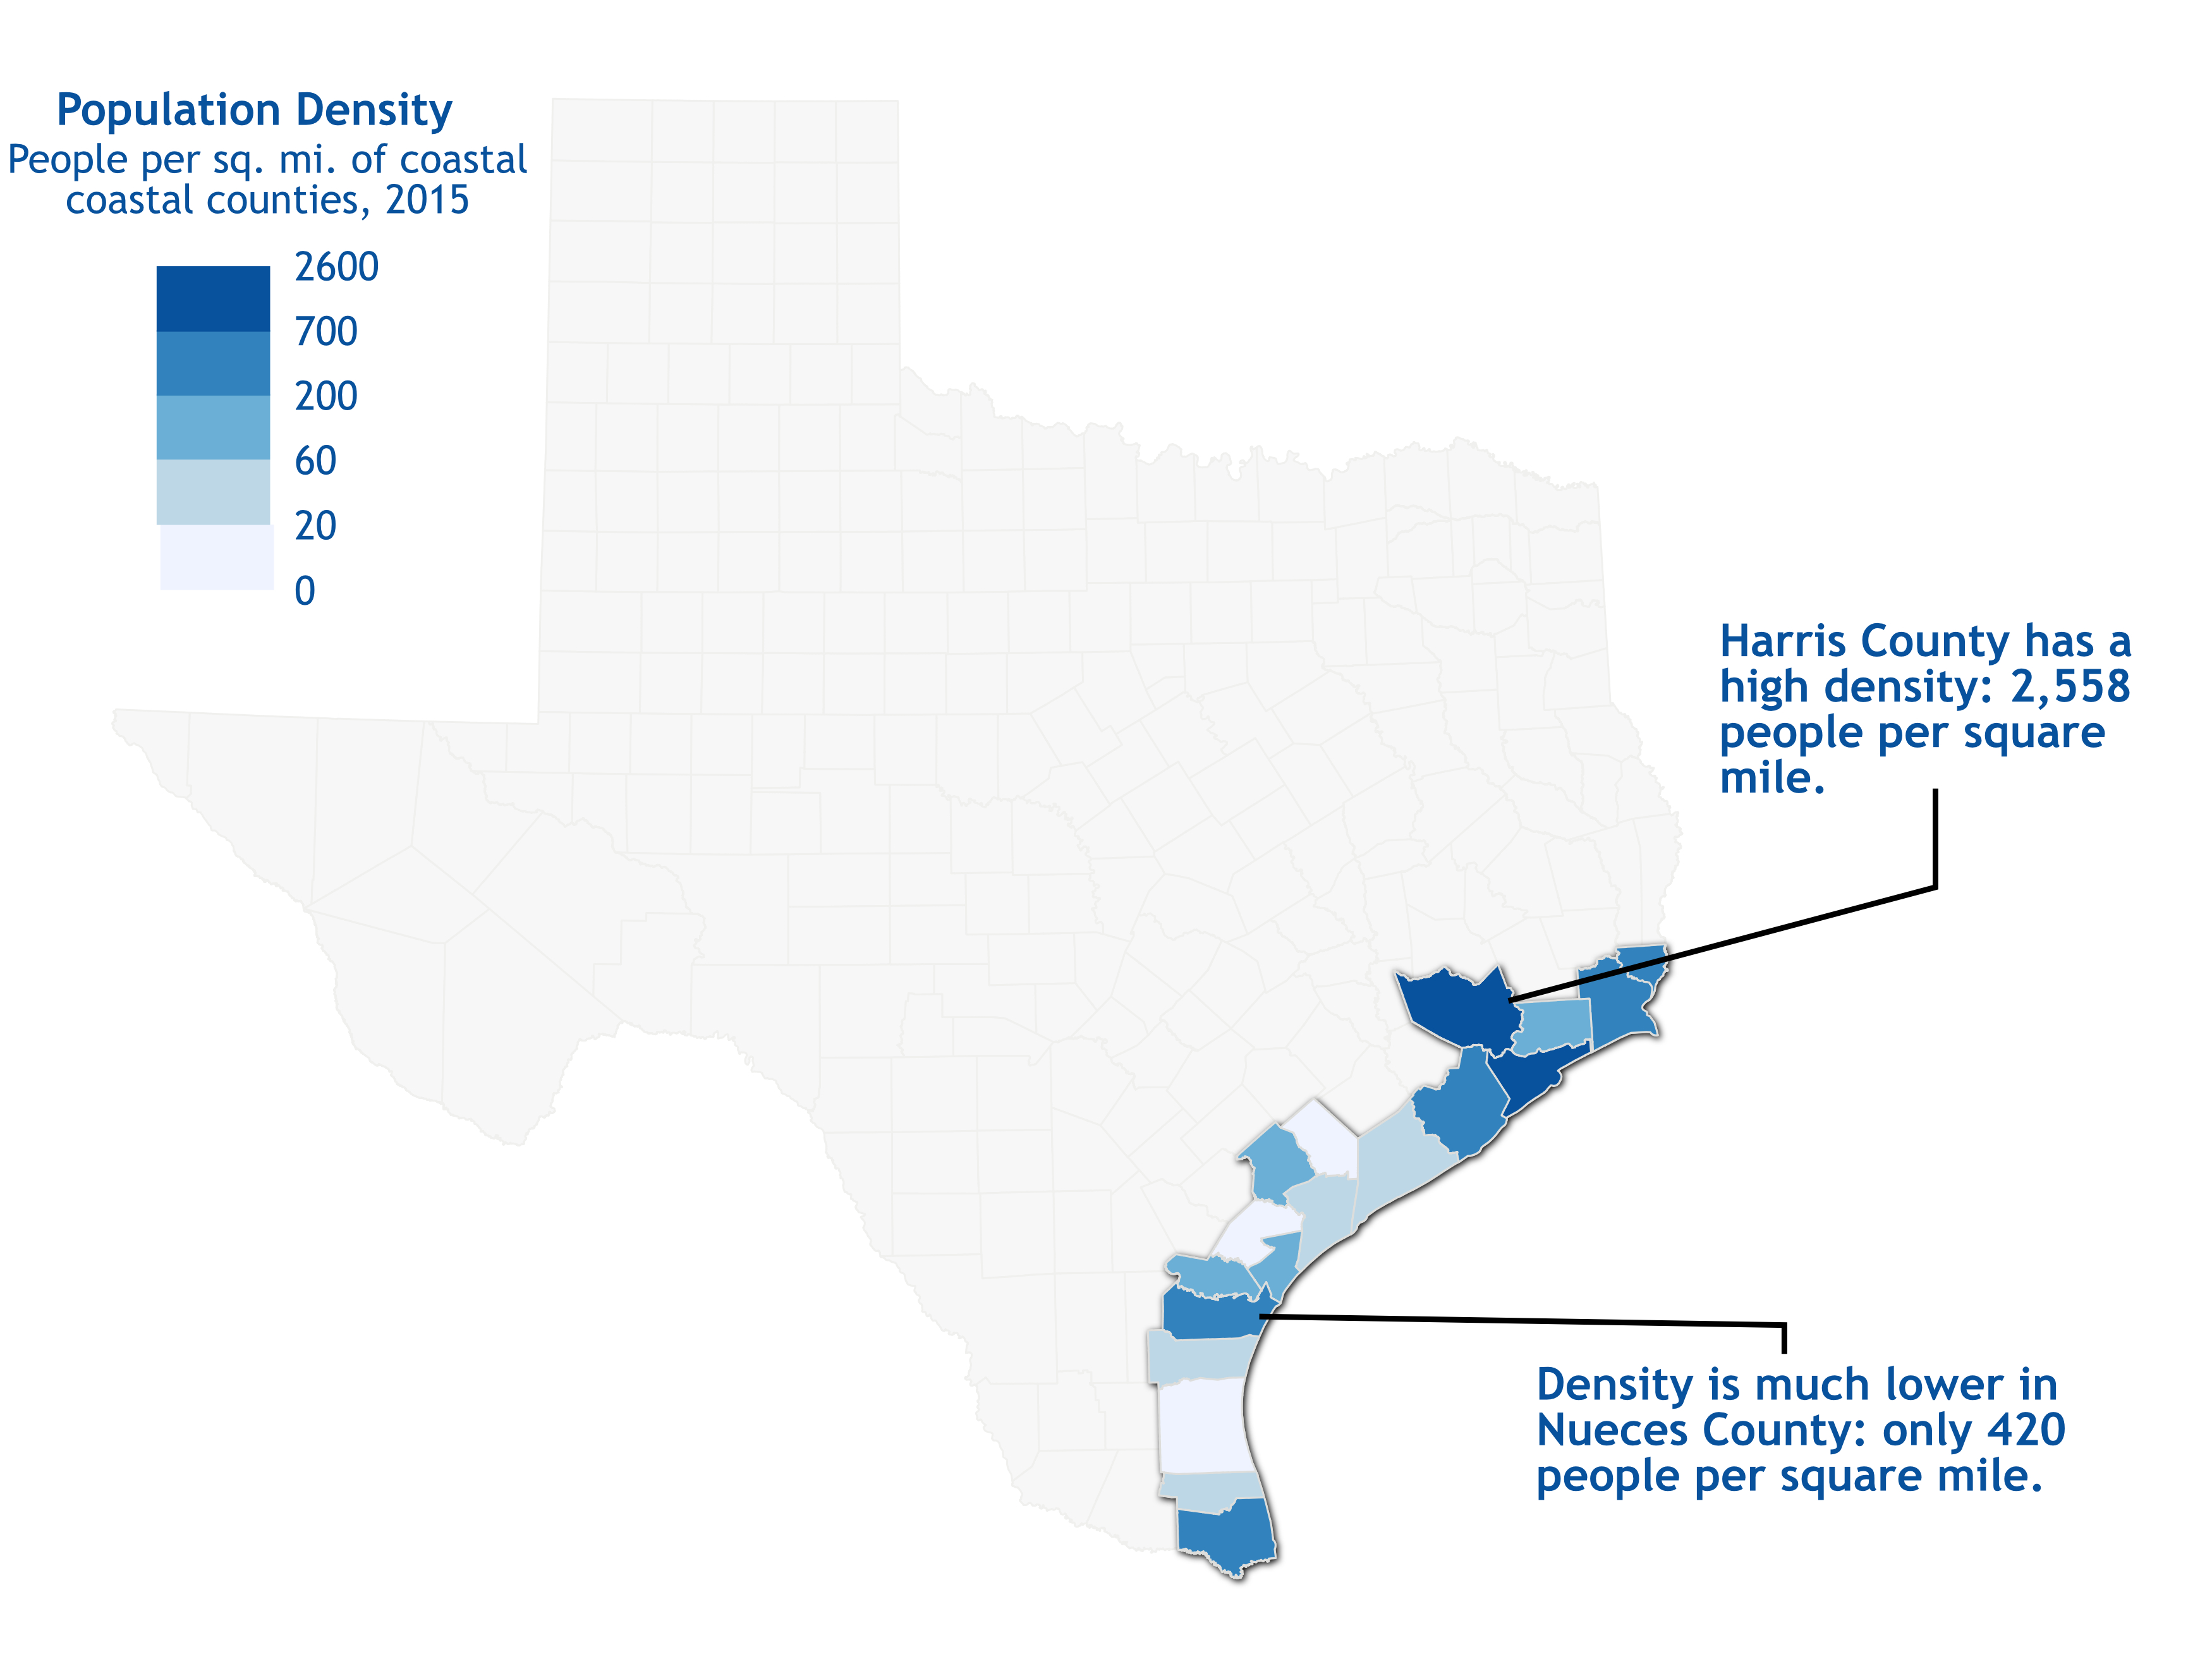 Population Density
People per sq. mi. of coastal
coastal counties, 2015
2600
700
200
60
20
0
Harris County has a
high density: 2,558
people per square
mile.
Density is much lower in
Nueces County: only 420
people per square mile.